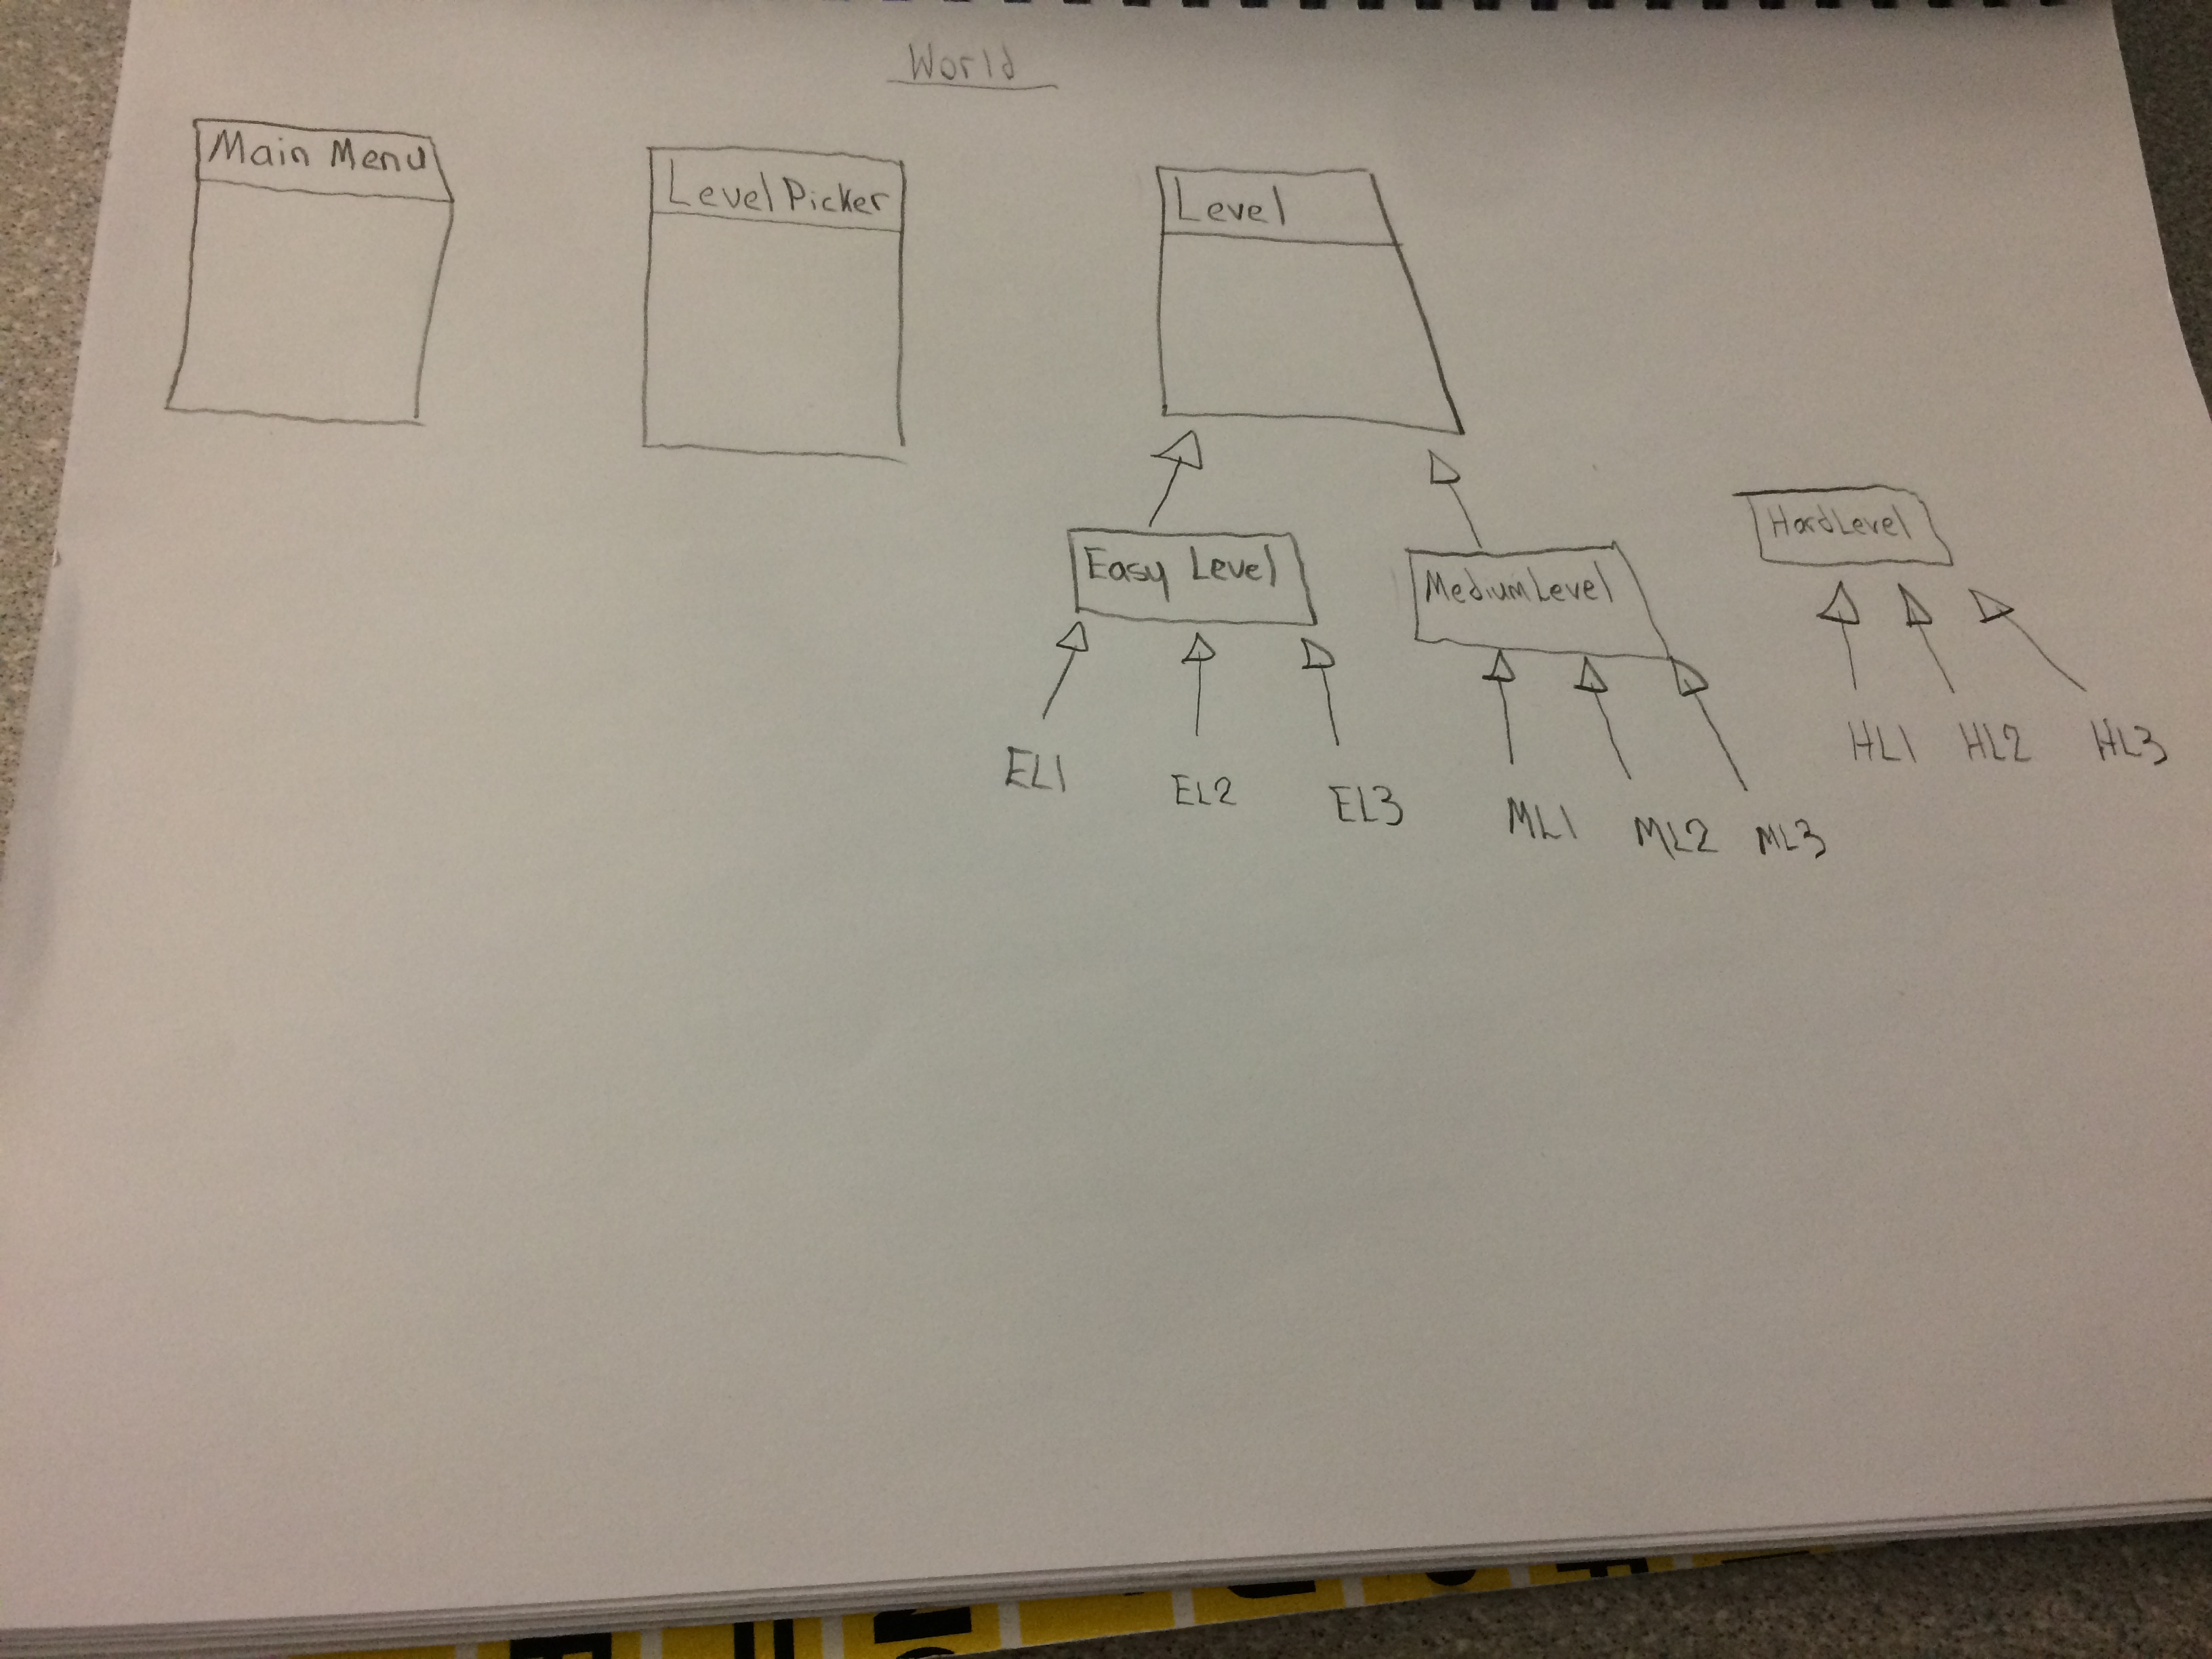 World
Main Menu
LevelPicker
Level
Easy Level
MediumLevel
HardLevel
EL1
EL2
EL3
ML1
ML2
ML3
HL1
HL2
HL3